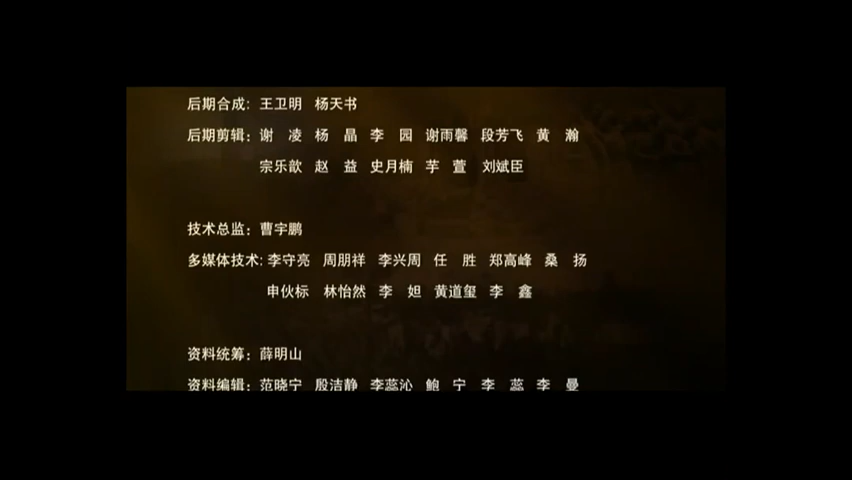 后期合成: 王卫明 杨天书
后期剪辑: 谢 凌 杨 晶 李 园 谢雨馨 段芳飞 黄 瀚
宗乐歆 赵 益 史月楠 芋 萱 刘斌臣
技术总监: 曹宇鹏
多媒体技术: 李守亮 周朋祥 李兴周 任 胜 郑高峰 桑 扬
申伙标 林怡然 李 妲 黄道玺 李 鑫
资料统筹: 薛明山
资料编辑: 范晓宁 殷洁静 李蕊沁 鲍 宁 李 蕊 李 曼